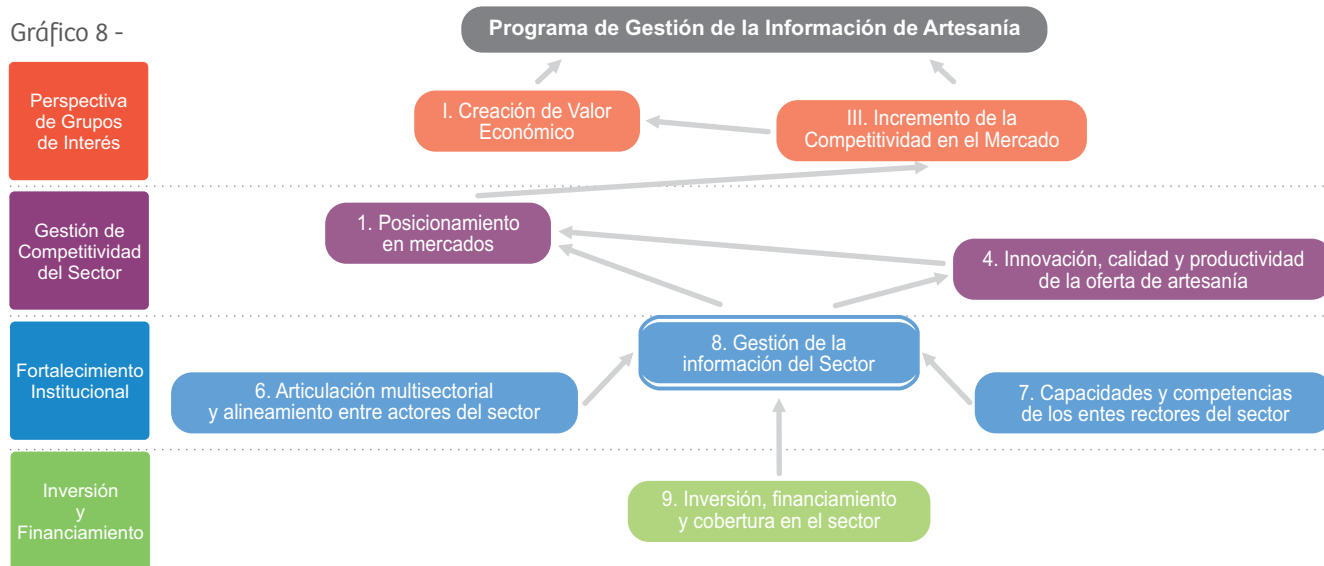 Gráfico 8 -
Programa de Gestión de la Información de Artesanía
Perspectiva
de Grupos
de Interés
I. Creación de Valor
Económico
III. Incremento de la
Competitividad en el Mercado
Gestión de
Competitividad
del Sector
1. Posicionamiento
en mercados
4. Innovación, calidad y productividad
de la oferta de artesanía
Fortalecimiento
Institucional
8. Gestión de la
información del Sector
6. Articulación multisectorial
y alineamiento entre actores del sector
7. Capacidades y competencias
de los entes rectores del sector
Inversión
y
Financiamiento
9. Inversión, financiamiento
y cobertura en el sector